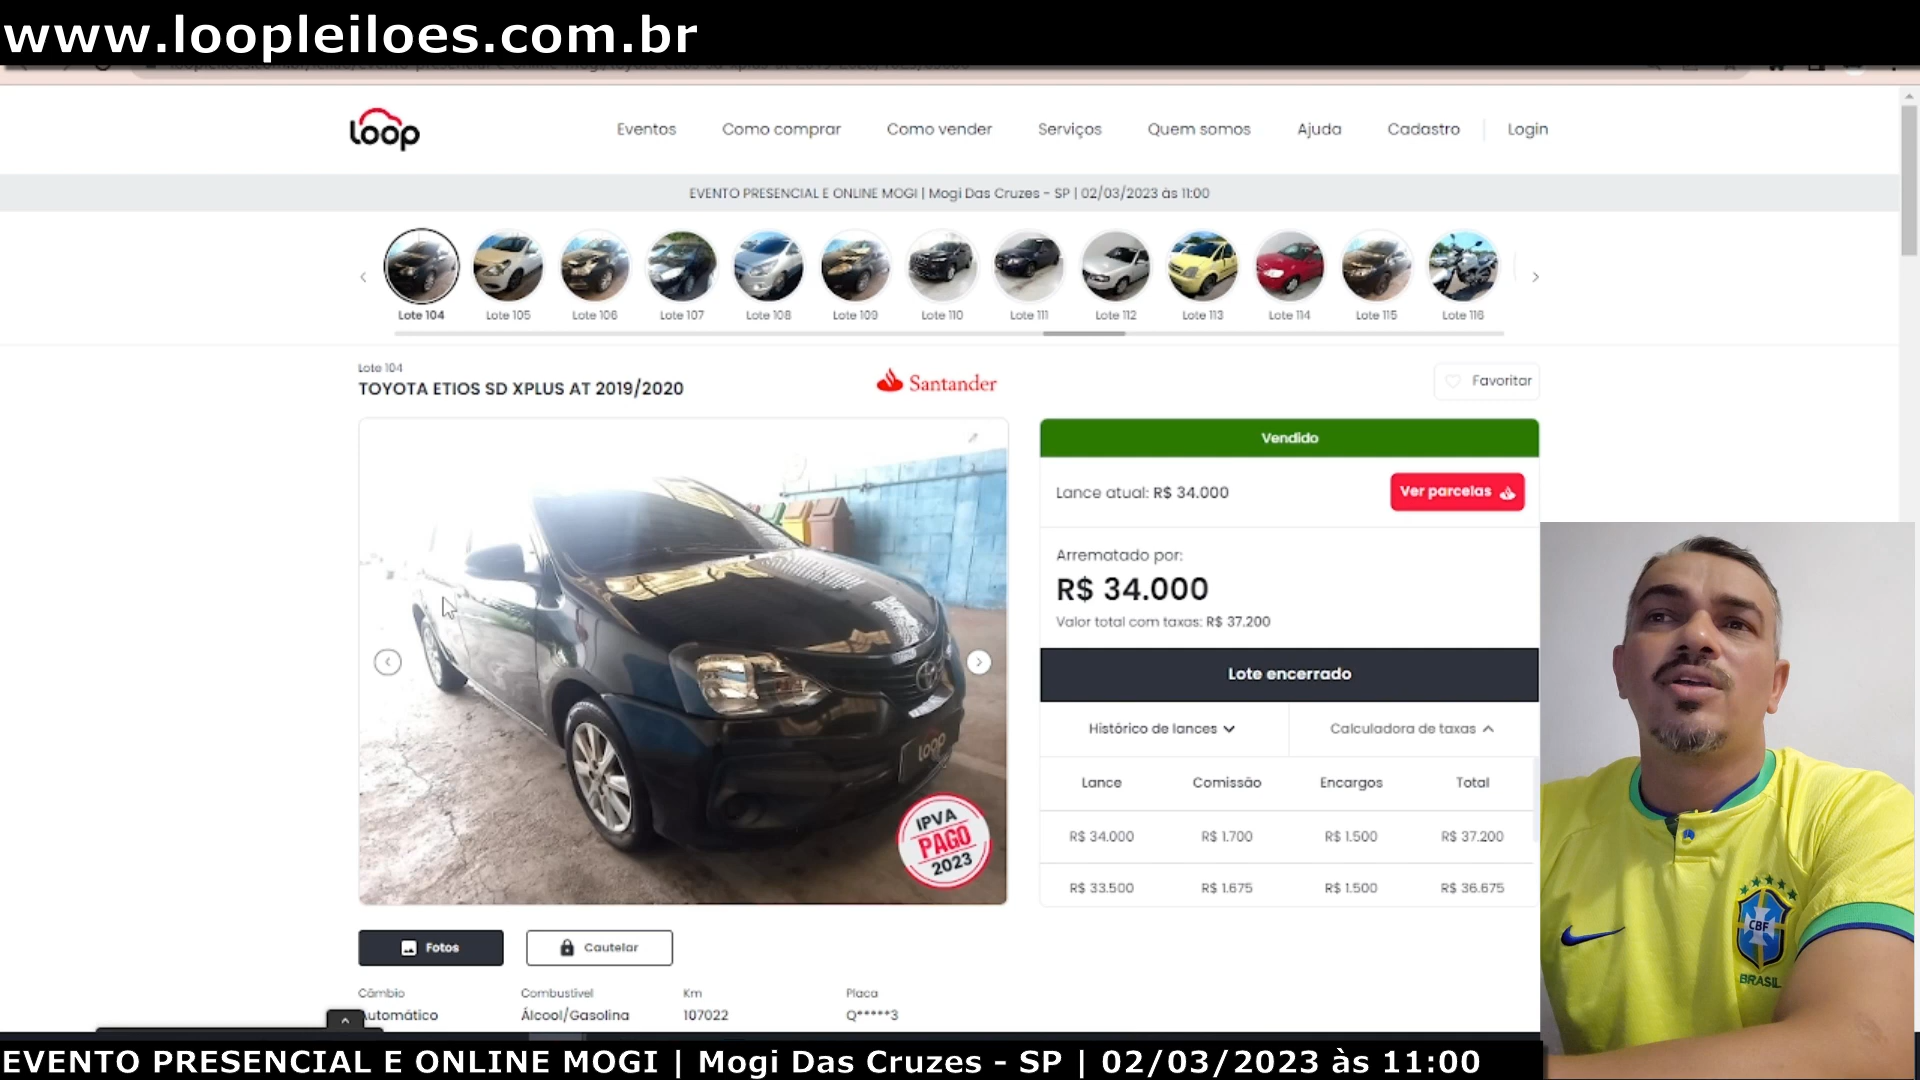 www.loopleiloes.com.br
loop
Eventos
Como comprar
Como vender
Serviços
Quem somos
Ajuda
Cadastro
Login
EVENTO PRESENCIAL E ONLINE MOGI | Mogi Das Cruzes - SP | 02/03/2023 às 11:00
Lote 104
Lote 105
Lote 106
Lote 107
Lote 108
Lote 109
Lote 110
Lote 111
Lote 112
Lote 113
Lote 114
Lote 115
Lote 116
Lote 104
TOYOTA ETIOS SD XPLUS AT 2019/2020
Santander
Favoritar
Vendido
Lance atual: R$ 34.000
Ver parcelas
Arrematado por:
R$ 34.000
Valor total com taxas: R$ 37.200
Lote encerrado
Histórico de lances
Calculadora de taxas
Lance Comissão Encargos Total
R$ 34.000 R$ 1.700 R$ 1.500 R$ 37.200
R$ 33.500 R$ 1.675 R$ 1.500 R$ 36.675
loop
IPVA
PAGO
2023
Fotos
Cautelar
Câmbio Combustível Km Placa
Automático Álcool/Gasolina 107022 Q*****3
CBF
BRASIL
EVENTO PRESENCIAL E ONLINE MOGI | Mogi Das Cruzes - SP | 02/03/2023 às 11:00